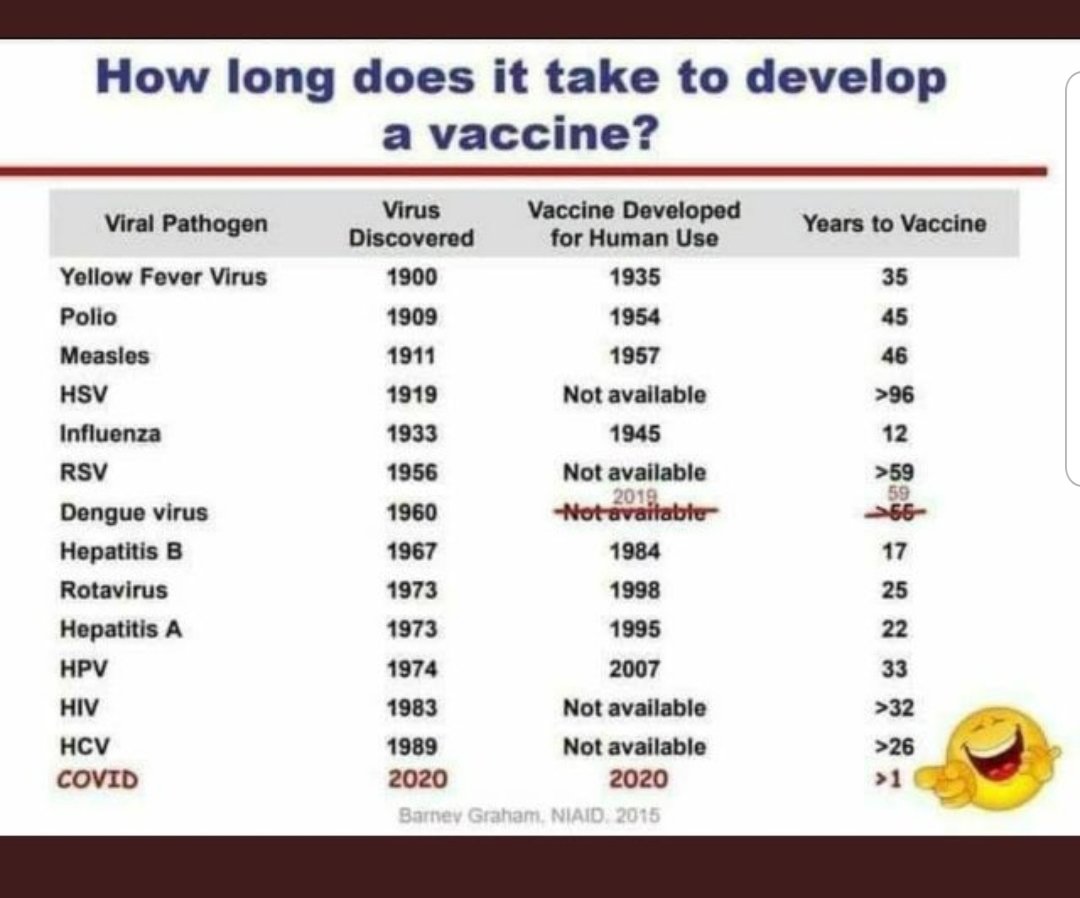 How long does it take to develop
a vaccine?
Viral Pathogen Virus Discovered Vaccine Developed for Human Use Years to Vaccine
Yellow Fever Virus 1900 1935 35
Polio 1909 1954 45
Measles 1911 1957 46
HSV 1919 Not available >96
Influenza 1933 1945 12
RSV 1956 Not available >59
2019 59
Dengue virus 1960 Not available >55
Hepatitis B 1967 1984 17
Rotavirus 1973 1998 25
Hepatitis A 1973 1995 22
HPV 1974 2007 33
HIV 1983 Not available >32
HCV 1989 Not available >26
COVID 2020 2020 >1
Barney Graham, NIAID, 2015